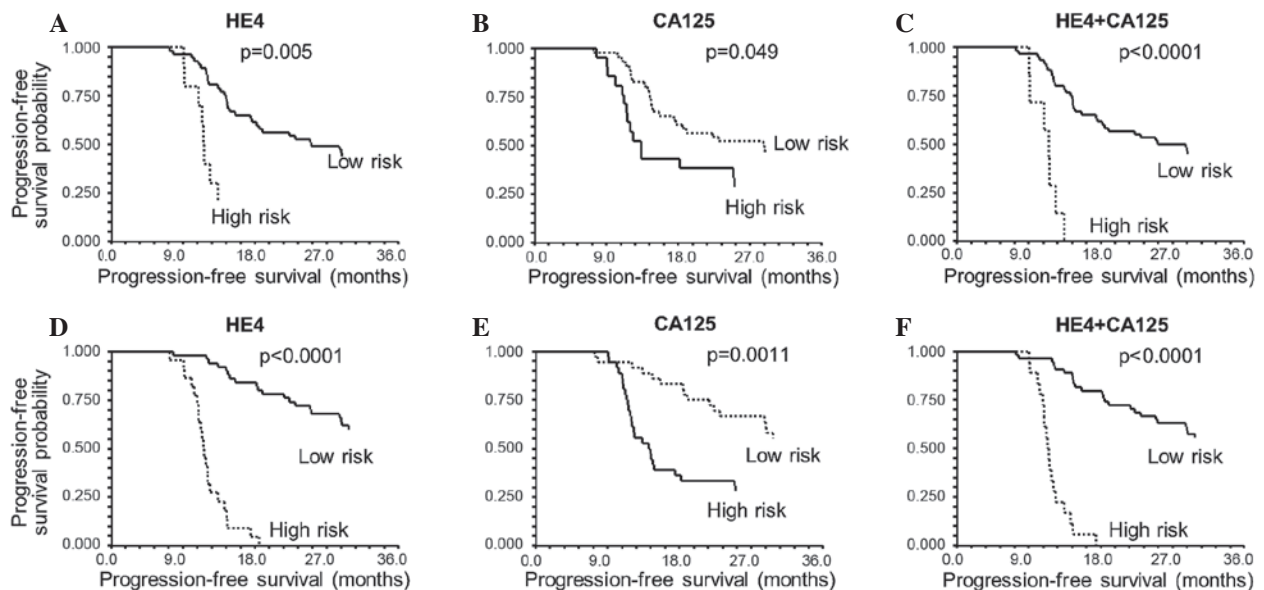 A
HE4
p=0.005
Progression-free
survival probability
1.000
0.750
0.500
0.250
0.000
Low risk
High risk
0.0 9.0 18.0 27.0 36.0
Progression-free survival (months)
B
CA125
p=0.049
1.000
0.750
0.500
0.250
0.000
Low risk
High risk
0.0 9.0 18.0 27.0 36.0
Progression-free survival (months)
C
HE4+CA125
p<0.0001
1.000
0.750
0.500
0.250
0.000
Low risk
High risk
0.0 9.0 18.0 27.0 36.0
Progression-free survival (months)
D
HE4
p<0.0001
Progression-free
survival probability
1.000
0.750
0.500
0.250
0.000
Low risk
High risk
0.0 9.0 18.0 27.0 36.0
Progression-free survival (months)
E
CA125
p=0.0011
1.000
0.750
0.500
0.250
0.000
Low risk
High risk
0.0 9.0 18.0 27.0 36.0
Progression-free survival (months)
F
HE4+CA125
p<0.0001
1.000
0.750
0.500
0.250
0.000
Low risk
High risk
0.0 9.0 18.0 27.0 36.0
Progression-free survival (months)